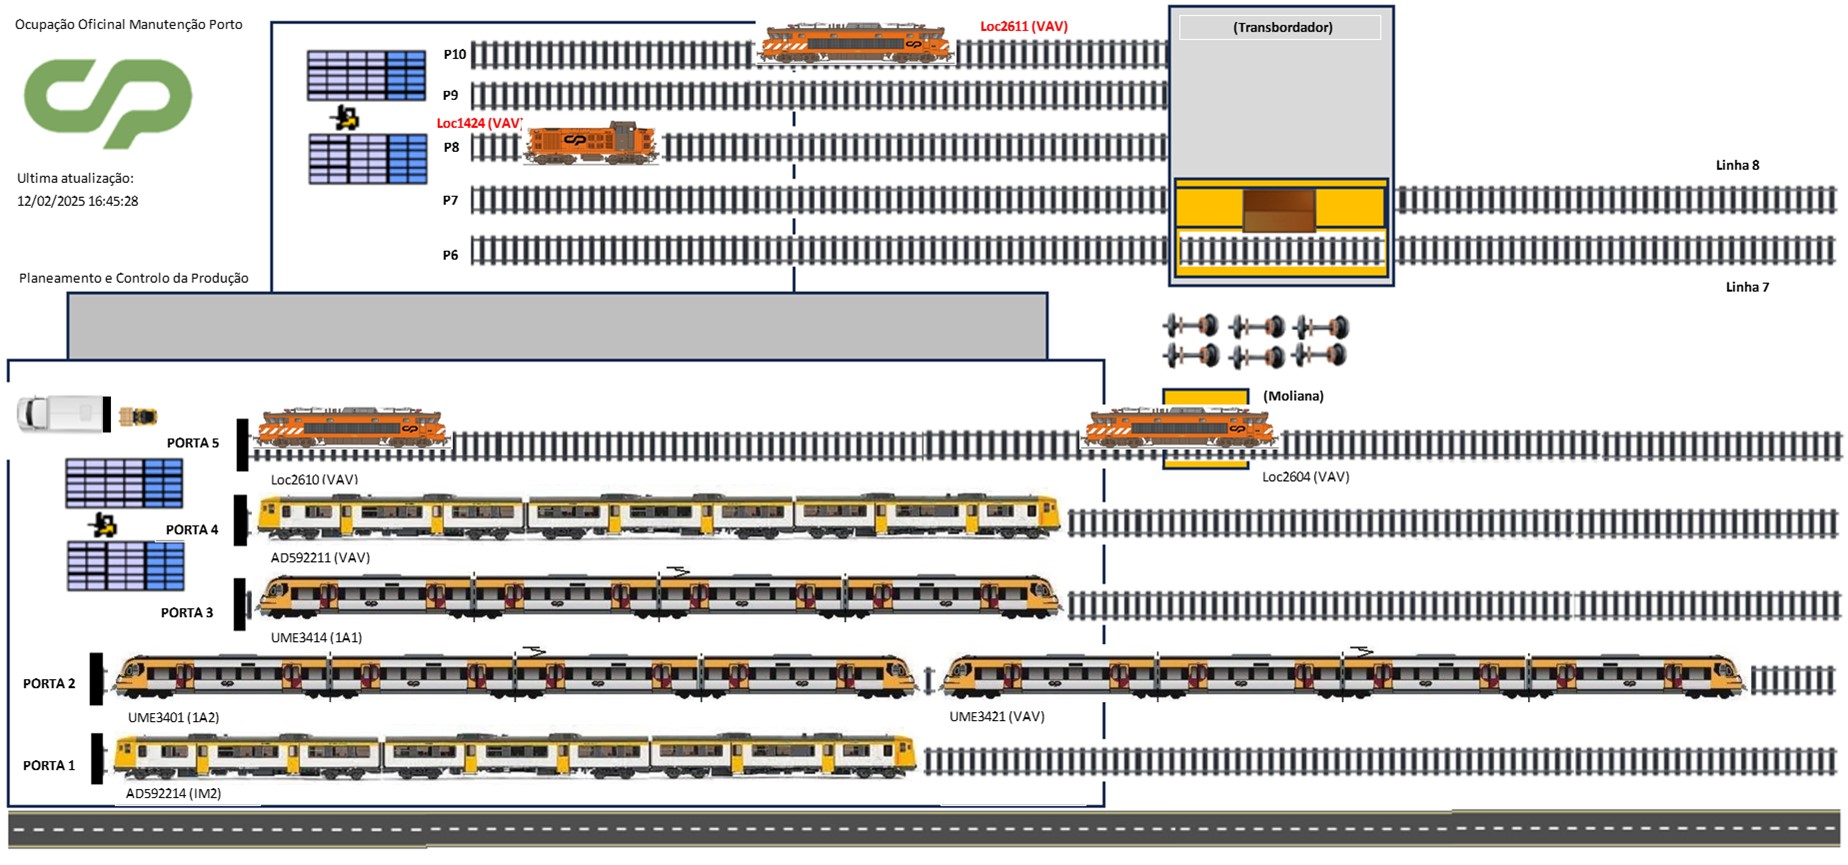 Ocupação Oficinal Manutenção Porto
Ultima atualização:
12/02/2025 16:45:28
Planeamento e Controlo da Produção
Loc2611 (VAV)
P10
P9
Loc1424 (VAV)
P8
P7
P6
(Transbordador)
Linha 8
Linha 7
(Moliana)
PORTA 5
Loc2610 (VAV)
Loc2604 (VAV)
PORTA 4
AD592211 (VAV)
PORTA 3
UME3414 (1A1)
PORTA 2
UME3401 (1A2)
UME3421 (VAV)
PORTA 1
AD592214 (IM2)